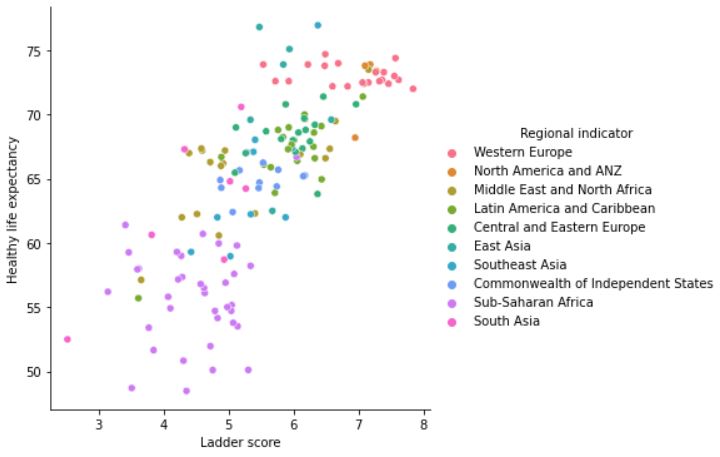 75
70
65
60
55
50
Healthy life expectancy
3 4 5 6 7 8
Ladder score
Regional indicator
Western Europe
North America and ANZ
Middle East and North Africa
Latin America and Caribbean
Central and Eastern Europe
East Asia
Southeast Asia
Commonwealth of Independent States
Sub-Saharan Africa
South Asia